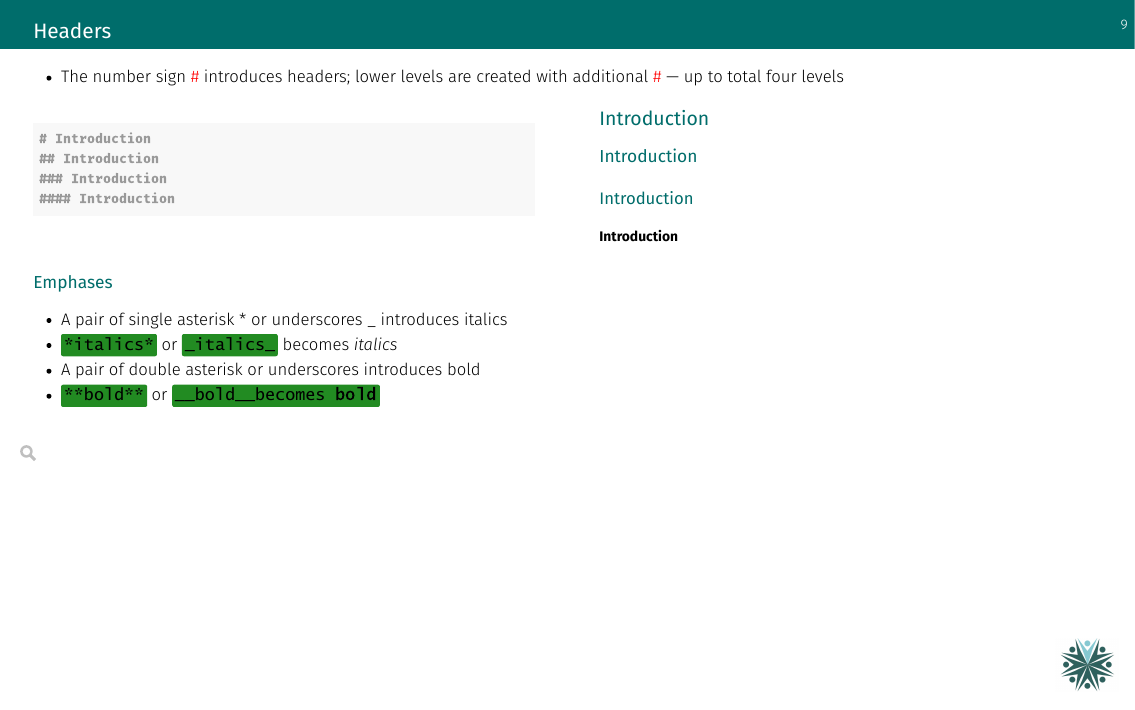 Headers
9
• The number sign # introduces headers; lower levels are created with additional # — up to total four levels
# Introduction
## Introduction
### Introduction
#### Introduction
Introduction
Introduction
Introduction
Introduction
Emphases
• A pair of single asterisk * or underscores _ introduces italics
• *italics* or _italics_ becomes italics
• A pair of double asterisk or underscores introduces bold
• **bold** or __bold__becomes bold